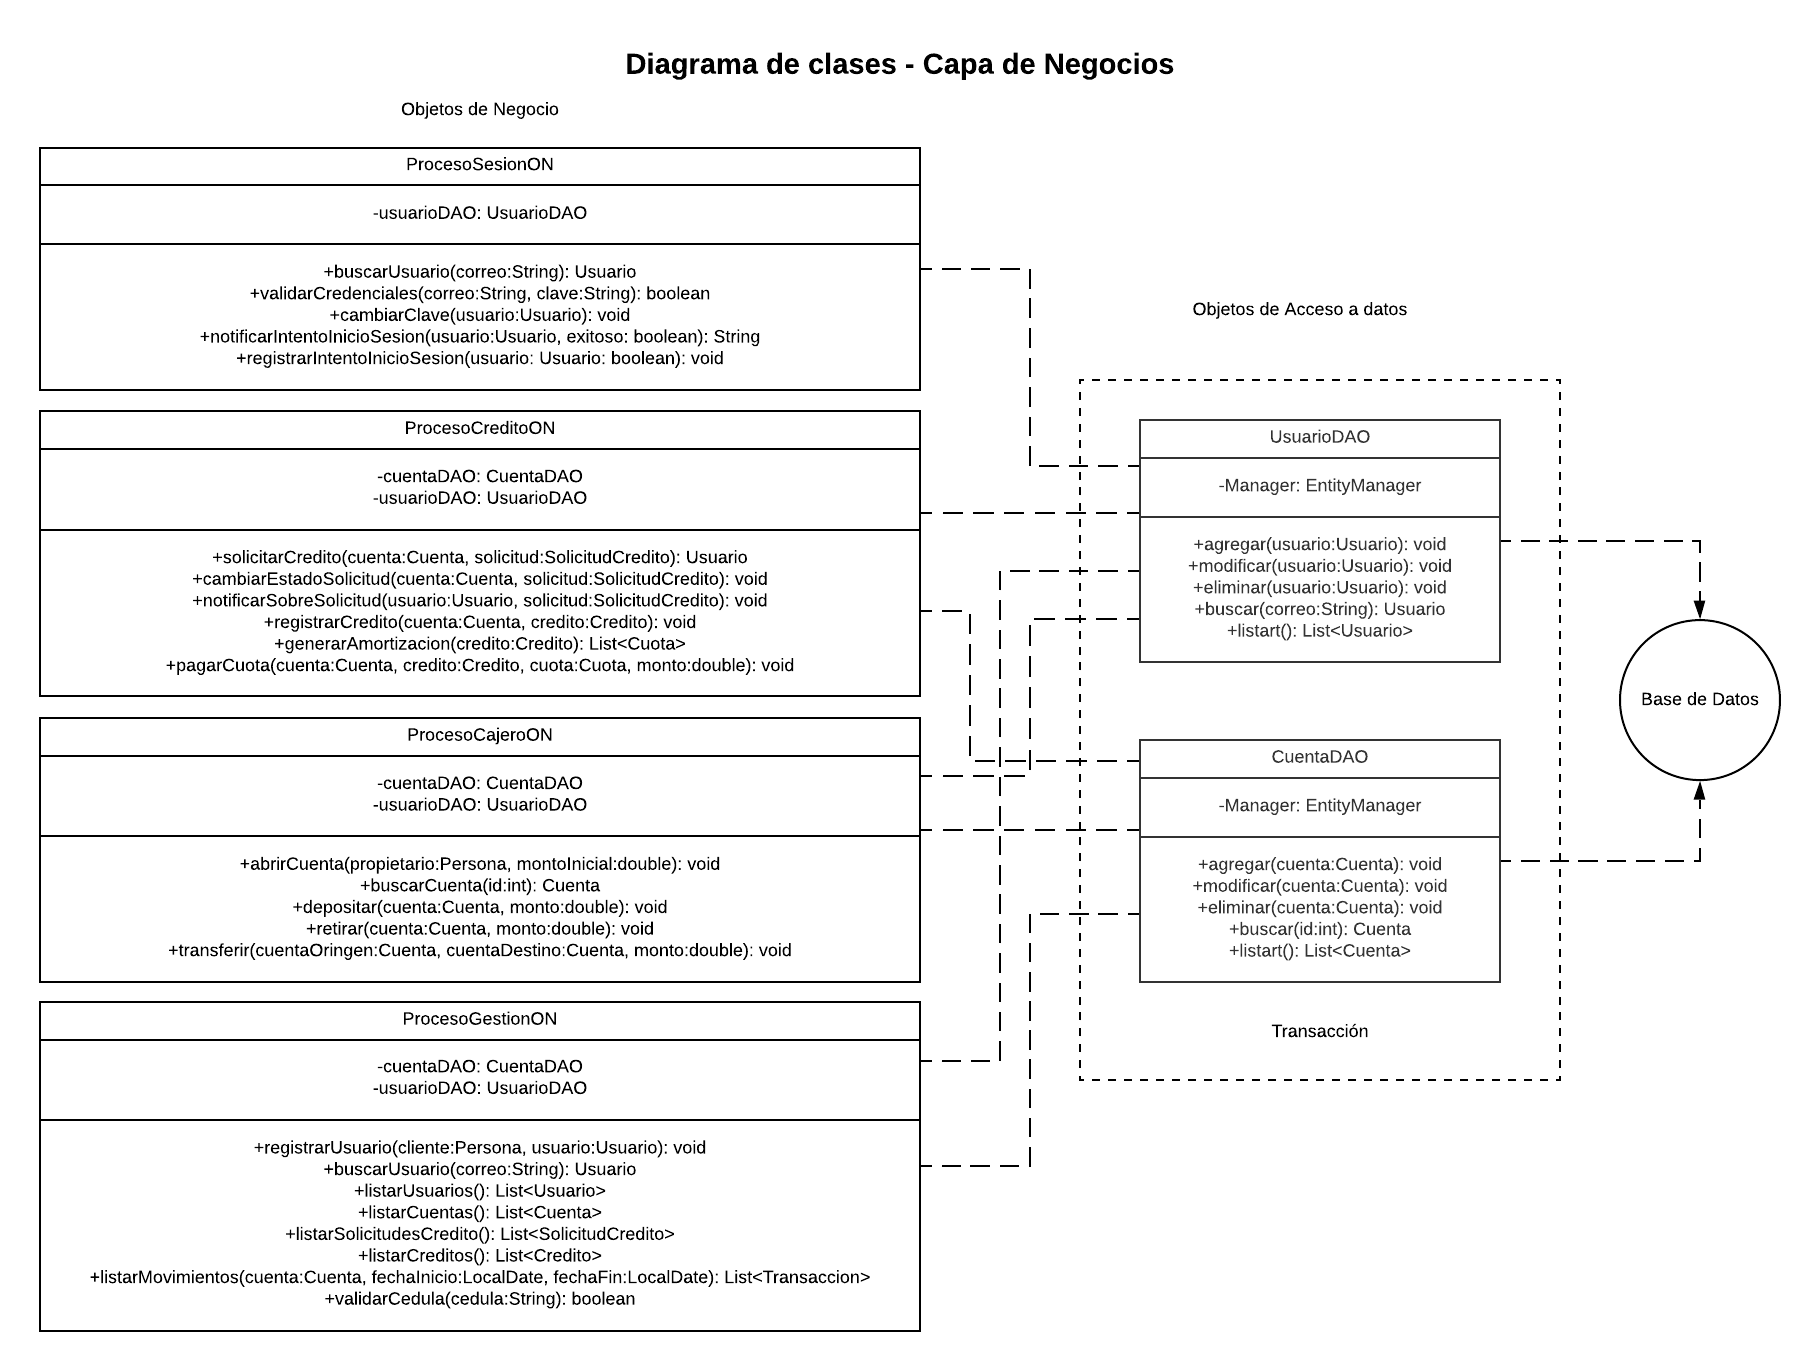 Diagrama de clases - Capa de Negocios
Objetos de Negocio
ProcesoSesionON
-usuarioDAO: UsuarioDAO
+buscarUsuario(correo:String): Usuario
+validarCredenciales(correo:String, clave:String): boolean
+cambiarClave(usuario:Usuario): void
+notificarIntentoInicioSesion(usuario:Usuario, exitoso: boolean): String
+registrarIntentoInicioSesion(usuario: Usuario: boolean): void
ProcesoCreditoON
-cuentaDAO: CuentaDAO
-usuarioDAO: UsuarioDAO
+solicitarCredito(cuenta:Cuenta, solicitud:SolicitudCredito): Usuario
+cambiarEstadoSolicitud(cuenta:Cuenta, solicitud:SolicitudCredito): void
+notificarSobreSolicitud(usuario:Usuario, solicitud:SolicitudCredito): void
+registrarCredito(cuenta:Cuenta, credito:Credito): void
+generarAmortizacion(credito:Credito): List<Cuota>
+pagarCuota(cuenta:Cuenta, credito:Credito, cuota:Cuota, monto:double): void
ProcesoCajeroON
-cuentaDAO: CuentaDAO
-usuarioDAO: UsuarioDAO
+abrirCuenta(propietario:Persona, montoInicial:double): void
+buscarCuenta(id:int): Cuenta
+depositar(cuenta:Cuenta, monto:double): void
+retirar(cuenta:Cuenta, monto:double): void
+transferir(cuentaOringen:Cuenta, cuentaDestino:Cuenta, monto:double): void
ProcesoGestionON
-cuentaDAO: CuentaDAO
-usuarioDAO: UsuarioDAO
+registrarUsuario(cliente:Persona, usuario:Usuario): void
+buscarUsuario(correo:String): Usuario
+listarUsuarios(): List<Usuario>
+listarCuentas(): List<Cuenta>
+listarSolicitudesCredito(): List<SolicitudCredito>
+listarCreditos(): List<Credito>
+listarMovimientos(cuenta:Cuenta, fechaInicio:LocalDate, fechaFin:LocalDate): List<Transaccion>
+validarCedula(cedula:String): boolean
Objetos de Acceso a datos
UsuarioDAO
-Manager: EntityManager
+agregar(usuario:Usuario): void
+modificar(usuario:Usuario): void
+eliminar(usuario:Usuario): void
+buscar(correo:String): Usuario
+listart(): List<Usuario>
CuentaDAO
-Manager: EntityManager
+agregar(cuenta:Cuenta): void
+modificar(cuenta:Cuenta): void
+eliminar(cuenta:Cuenta): void
+buscar(id:int): Cuenta
+listart(): List<Cuenta>
Transacción
Base de Datos